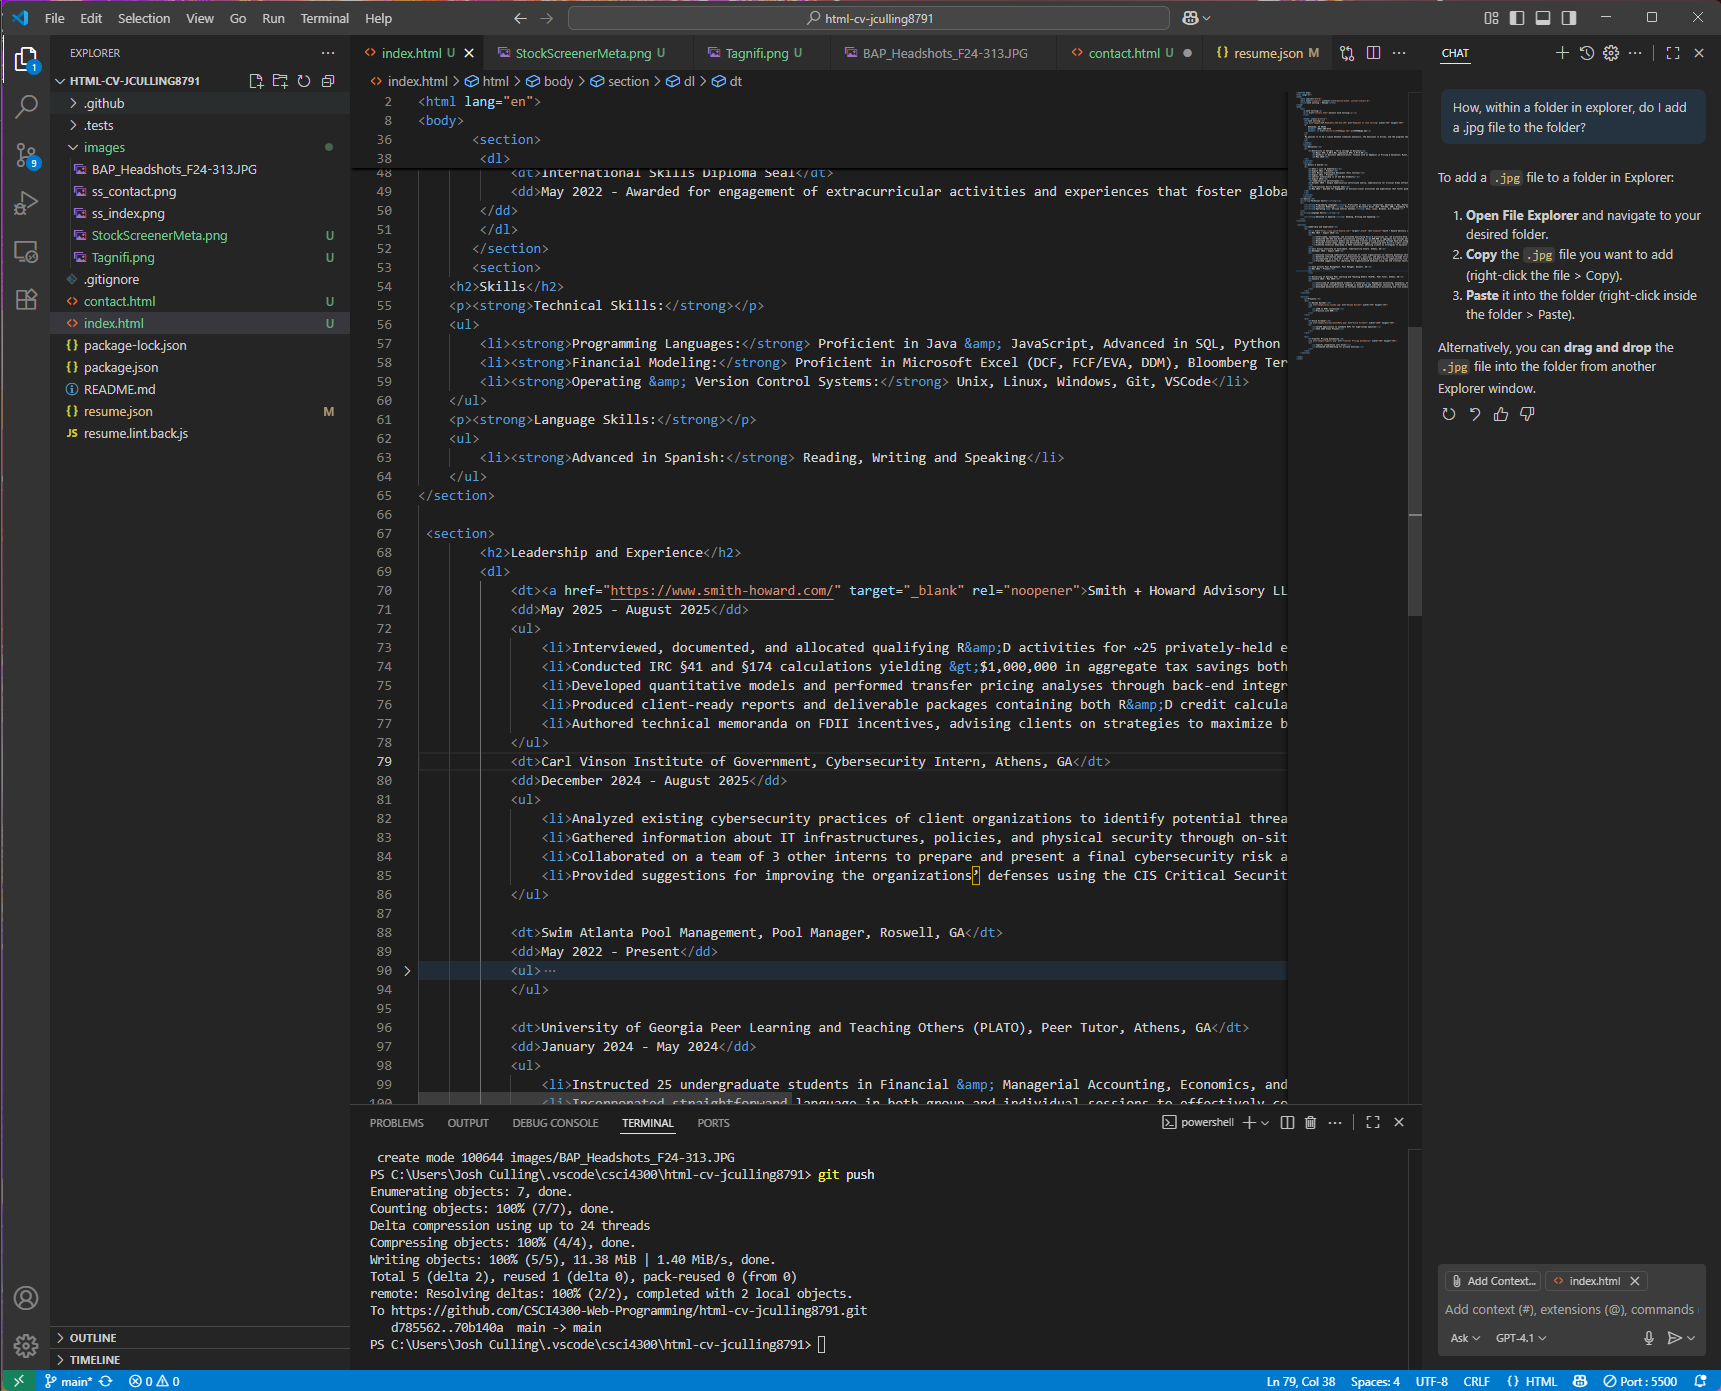 File Edit Selection View Go Run Terminal Help
html-cv-jculling8791
EXPLORER
HTML-CV-JCULLING8791
.github
.tests
images
BAP_Headshots_F24-313.JPG
ss_contact.png
ss_index.png
StockScreenerMeta.png U
Tagnifi.png U
.gitignore
contact.html U
index.html U
package-lock.json
package.json
README.md
resume.json M
resume.lint.back.js
OUTLINE
TIMELINE
index.html U StockScreenerMeta.png U Tagnifi.png U BAP_Headshots_F24-313.JPG contact.html U resume.json M
index.html > html > body > section > dl > dt
2 <html lang="en">
8 <body>
36 <section>
38 <dl>
48 <dt>International Skills Diploma Seal</dt>
49 <dd>May 2022 - Awarded for engagement of extracurricular activities and experiences that foster globa
50 </dd>
51 </dl>
52 </section>
53 <section>
54 <h2>Skills</h2>
55 <p><strong>Technical Skills:</strong></p>
56 <ul>
57 <li><strong>Programming Languages:</strong> Proficient in Java &amp; JavaScript, Advanced in SQL, Python
58 <li><strong>Financial Modeling:</strong> Proficient in Microsoft Excel (DCF, FCF/EVA, DDM), Bloomberg Ter
59 <li><strong>Operating &amp; Version Control Systems:</strong> Unix, Linux, Windows, Git, VSCode</li>
60 </ul>
61 <p><strong>Language Skills:</strong></p>
62 <ul>
63 <li><strong>Advanced in Spanish:</strong> Reading, Writing and Speaking</li>
64 </ul>
65 </section>
66
67 <section>
68 <h2>Leadership and Experience</h2>
69 <dl>
70 <dt><a href="https://www.smith-howard.com/" target="_blank" rel="noopener">Smith + Howard Advisory LL
71 <dd>May 2025 - August 2025</dd>
72 <ul>
73 <li>Interviewed, documented, and allocated qualifying R&amp;D activities for ~25 privately-held e
74 <li>Conducted IRC §41 and §174 calculations yielding &gt;$1,000,000 in aggregate tax savings both
75 <li>Developed quantitative models and performed transfer pricing analyses through back-end integr
76 <li>Produced client-ready reports and deliverable packages containing both R&amp;D credit calcula
77 <li>Authored technical memoranda on FDII incentives, advising clients on strategies to maximize b
78 </ul>
79 <dt>Carl Vinson Institute of Government, Cybersecurity Intern, Athens, GA</dt>
80 <dd>December 2024 - August 2025</dd>
81 <ul>
82 <li>Analyzed existing cybersecurity practices of client organizations to identify potential threa
83 <li>Gathered information about IT infrastructures, policies, and physical security through on-sit
84 <li>Collaborated on a team of 3 other interns to prepare and present a final cybersecurity risk a
85 <li>Provided suggestions for improving the organizations’ defenses using the CIS Critical Securit
86 </ul>
87
88 <dt>Swim Atlanta Pool Management, Pool Manager, Roswell, GA</dt>
89 <dd>May 2022 - Present</dd>
90 <ul>⋯
94 </ul>
95
96 <dt>University of Georgia Peer Learning and Teaching Others (PLATO), Peer Tutor, Athens, GA</dt>
97 <dd>January 2024 - May 2024</dd>
98 <ul>
99 <li>Instructed 25 undergraduate students in Financial &amp; Managerial Accounting, Economics, and
100 <li>Incorporated straightforward language in both group and individual sessions to effectively co
PROBLEMS OUTPUT DEBUG CONSOLE TERMINAL PORTS
powershell
create mode 100644 images/BAP_Headshots_F24-313.JPG
PS C:\Users\Josh Culling\.vscode\csci4300\html-cv-jculling8791> git push
Enumerating objects: 7, done.
Counting objects: 100% (7/7), done.
Delta compression using up to 24 threads
Compressing objects: 100% (4/4), done.
Writing objects: 100% (5/5), 11.38 MiB | 1.40 MiB/s, done.
Total 5 (delta 2), reused 1 (delta 0), pack-reused 0 (from 0)
remote: Resolving deltas: 100% (2/2), completed with 2 local objects.
To https://github.com/CSCI4300-Web-Programming/html-cv-jculling8791.git
d785562..70b140a main -> main
PS C:\Users\Josh Culling\.vscode\csci4300\html-cv-jculling8791>
CHAT
How, within a folder in explorer, do I add
a .jpg file to the folder?
To add a .jpg file to a folder in Explorer:
1. Open File Explorer and navigate to your
desired folder.
2. Copy the .jpg file you want to add
(right-click the file > Copy).
3. Paste it into the folder (right-click inside
the folder > Paste).
Alternatively, you can drag and drop the
.jpg file into the folder from another
Explorer window.
Add Context... index.html
Add context (#), extensions (@), commands
Ask GPT-4.1
1
9
main* 0 0
Ln 79, Col 38 Spaces: 4 UTF-8 CRLF {} HTML Port : 5500